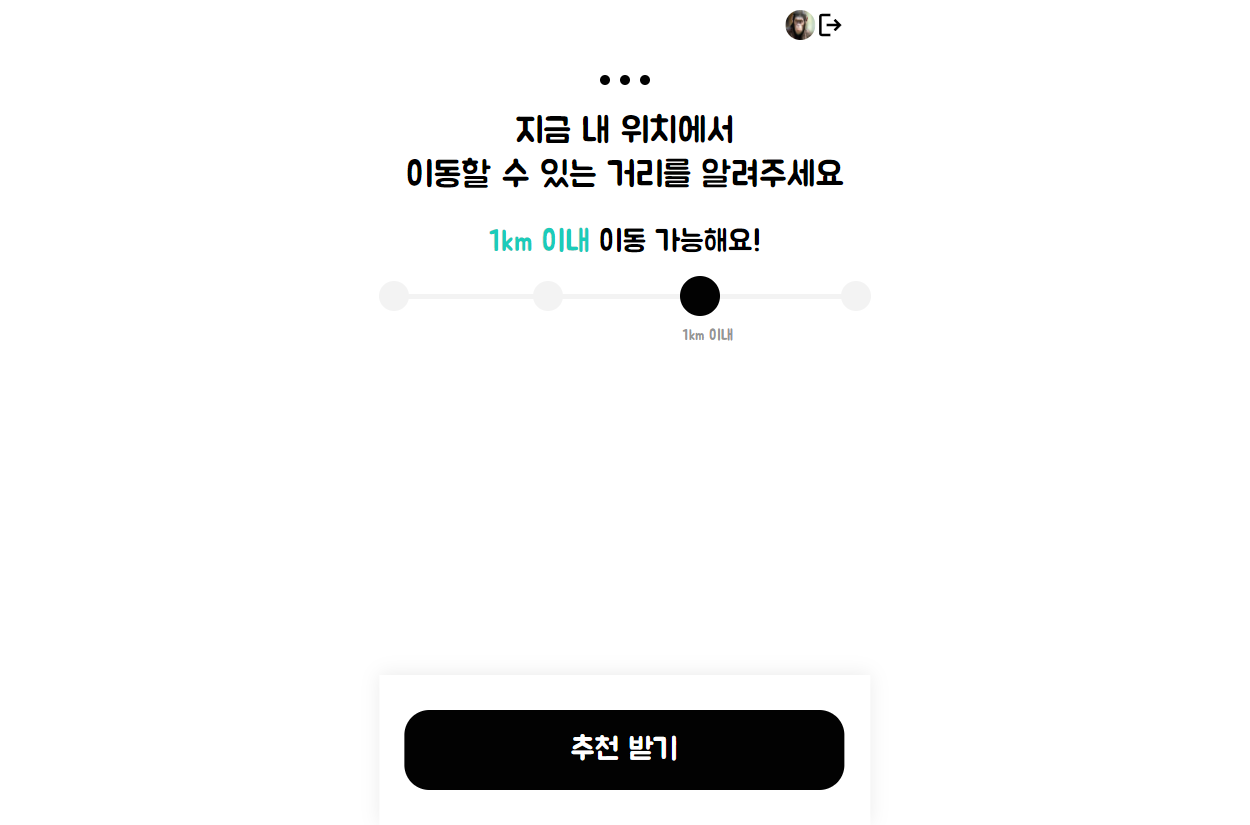 지금 내 위치에서
이동할 수 있는 거리를 알려주세요
1km 이내 이동 가능해요!
1km 이내
추천 받기